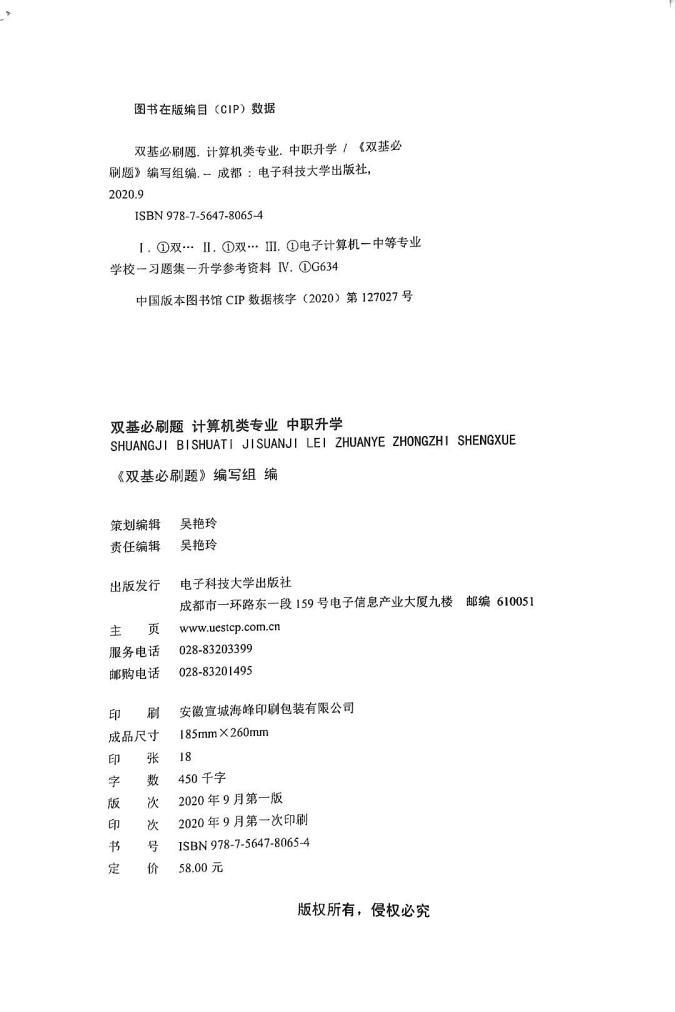 图书在版编目（CIP）数据
双基必刷题. 计算机类专业. 中职升学 / 《双基必
刷题》编写组编. -- 成都 : 电子科技大学出版社，
2020.9
ISBN 978-7-5647-8065-4
Ⅰ. ①双… Ⅱ. ①双… Ⅲ. ①电子计算机－中等专业
学校－习题集－升学参考资料 Ⅳ. ①G634
中国版本图书馆 CIP 数据核字（2020）第 127027 号
双基必刷题 计算机类专业 中职升学
SHUANGJI BISHUATI JISUANJI LEI ZHUANYE ZHONGZHI SHENGXUE
《双基必刷题》编写组 编
策划编辑 吴艳玲
责任编辑 吴艳玲
出版发行 电子科技大学出版社
成都市一环路东一段 159 号电子信息产业大厦九楼 邮编 610051
主 页 www.uestcp.com.cn
服务电话 028-83203399
邮购电话 028-83201495
印 刷 安徽宣城海峰印刷包装有限公司
成品尺寸 185mm×260mm
印 张 18
字 数 450 千字
版 次 2020 年 9 月第一版
印 次 2020 年 9 月第一次印刷
书 号 ISBN 978-7-5647-8065-4
定 价 58.00 元
版权所有，侵权必究